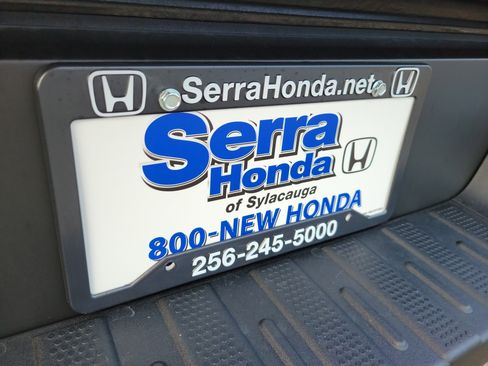 SerraHonda.net
Serra
Honda
of Sylacauga
800-NEW HONDA
256-245-5000